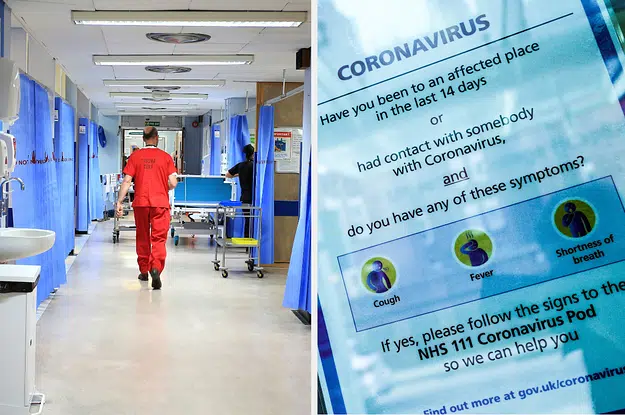 CORONAVIRUS
Have you been to an affected place
in the last 14 days
or
had contact with somebody
with Coronavirus,
and
do you have any of these symptoms?
Cough
Fever
Shortness of
breath
If yes, please follow the signs to the
NHS 111 Coronavirus Pod
so we can help you
Find out more at gov.uk/coronavirus